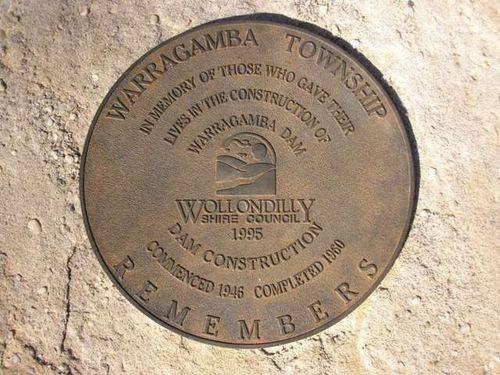 WARRAGAMBA TOWNSHIP
IN MEMORY OF THOSE WHO GAVE THEIR
LIVES IN THE CONSTRUCTION OF
WARRAGAMBA DAM
WOLLONDILLY
SHIRE COUNCIL
1995
DAM CONSTRUCTION
COMMENCED 1946 COMPLETED 1960
REMEMBERS